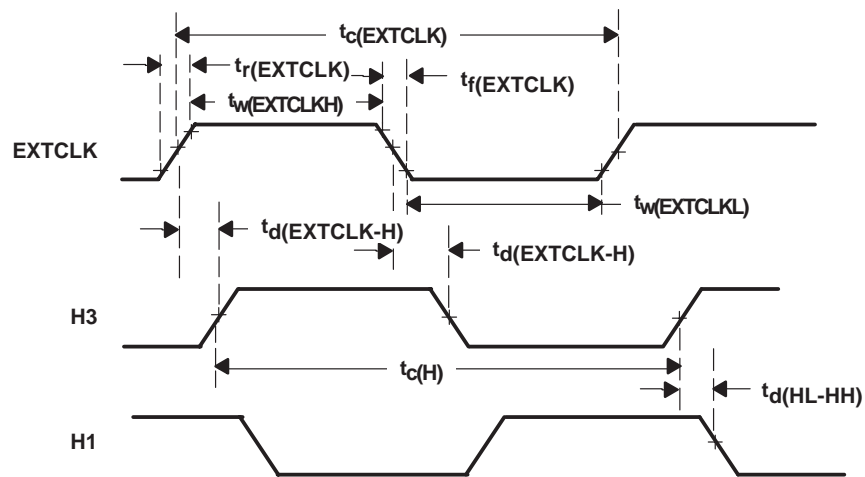 tc(EXTCLK)
tr(EXTCLK)
tf(EXTCLK)
tw(EXTCLKH)
EXTCLK
tw(EXTCLKL)
td(EXTCLK-H)
td(EXTCLK-H)
H3
tc(H)
td(HL-HH)
H1